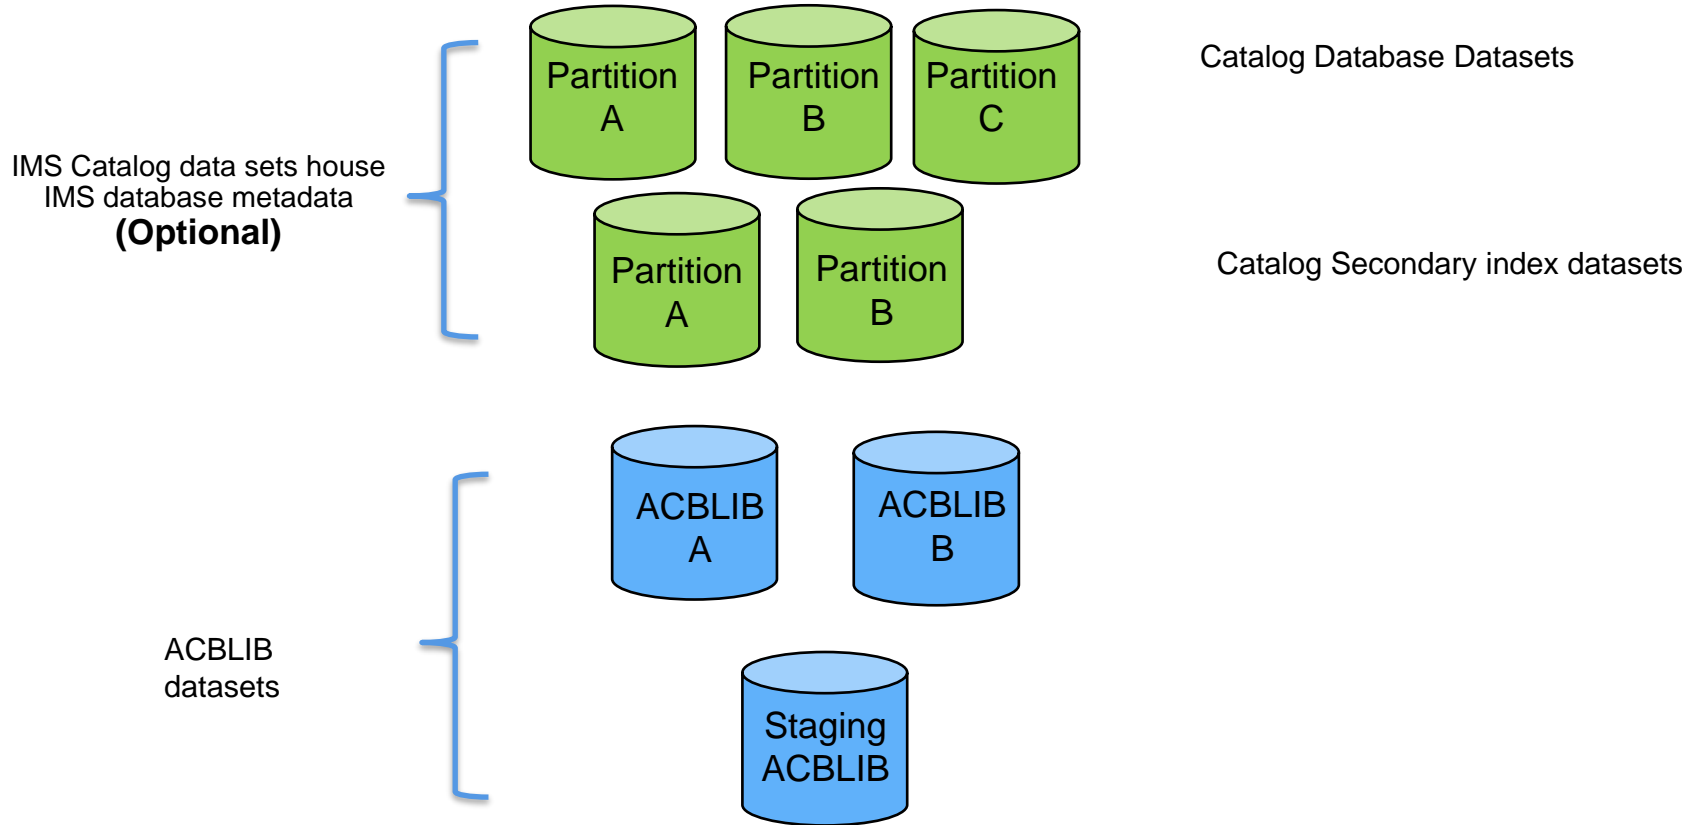 Partition
A
Partition
B
Partition
C
Catalog Database Datasets
IMS Catalog data sets house
IMS database metadata
(Optional)
Partition
A
Partition
B
Catalog Secondary index datasets
ACBLIB
A
ACBLIB
B
ACBLIB
datasets
Staging
ACBLIB